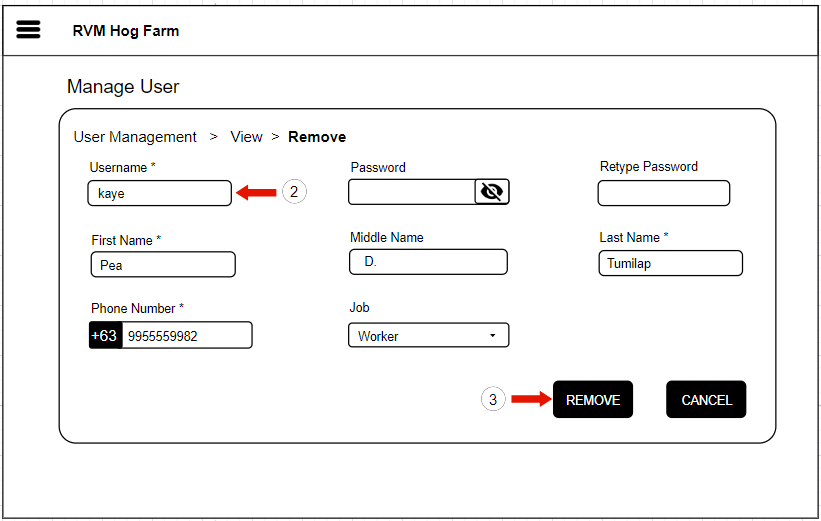 RVM Hog Farm
Manage User
User Management > View > Remove
Username * Password Retype Password
kaye 2
First Name * Middle Name Last Name *
Pea D. Tumilap
Phone Number * Job
+63 9955559982 Worker
3 REMOVE CANCEL